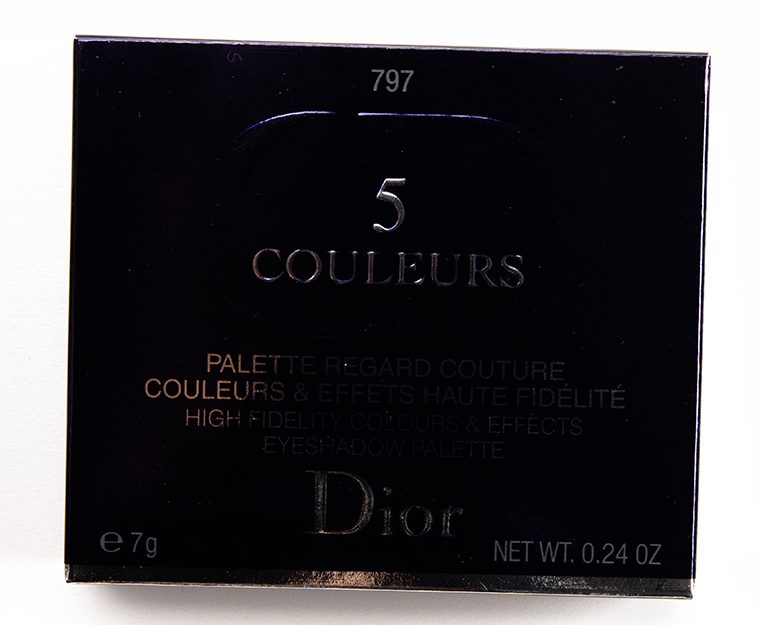 797
5
COULEURS
PALETTE REGARD COUTURE
COULEURS & EFFETS HAUTE FIDÉLITÉ
HIGH FIDELITY COLOURS & EFFECTS
EYESHADOW PALETTE
Dior
℮ 7g
NET WT. 0.24 OZ